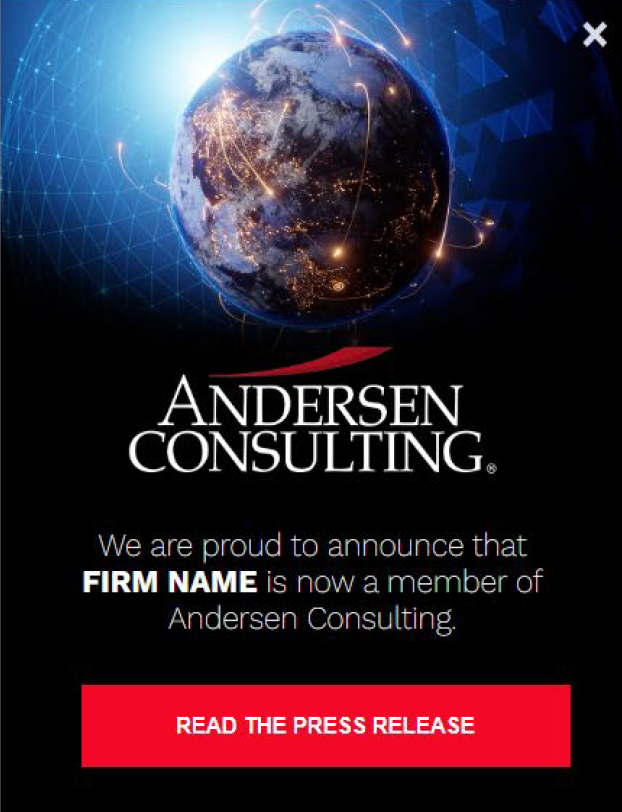 ANDERSEN
CONSULTING®
We are proud to announce that
FIRM NAME is now a member of
Andersen Consulting.
READ THE PRESS RELEASE